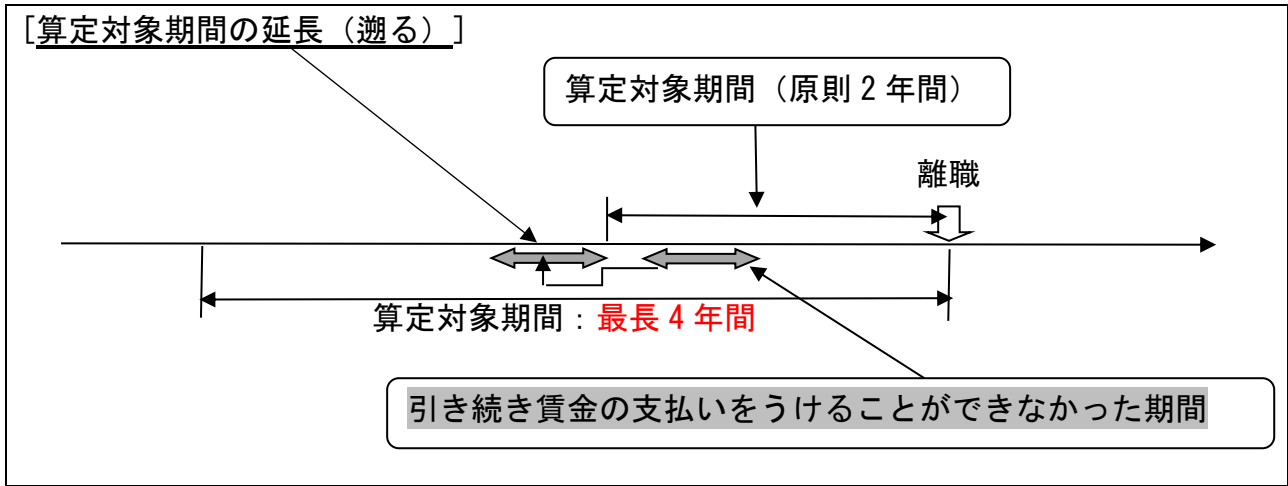 [算定対象期間の延長（遡る）]
算定対象期間（原則２年間）
離職
算定対象期間：最長４年間
引き続き賃金の支払いをうけることができなかった期間